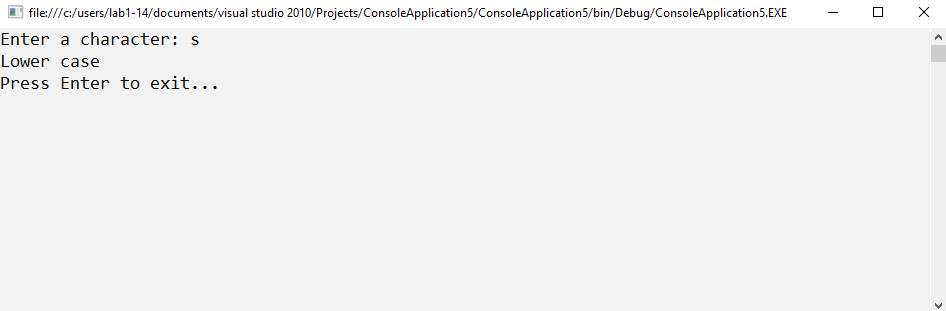 file:///c:/users/lab1-14/documents/visual studio 2010/Projects/ConsoleApplication5/ConsoleApplication5/bin/Debug/ConsoleApplication5.EXE
Enter a character: s
Lower case
Press Enter to exit...